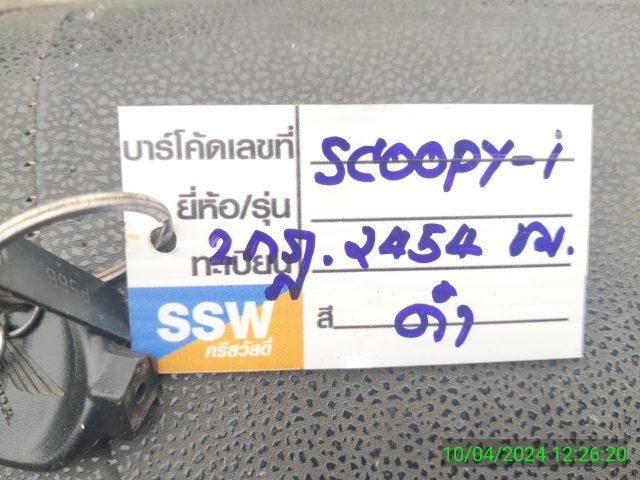 บาร์โค้ดเลขที่ SCOOPY-i
ยี่ห้อ/รุ่น
ทะเบียน 2กฎ.2454 ฒ.
SSW
ศรีสวัสดิ์
สี ดำ
P566
10/04/2024 12:26:20